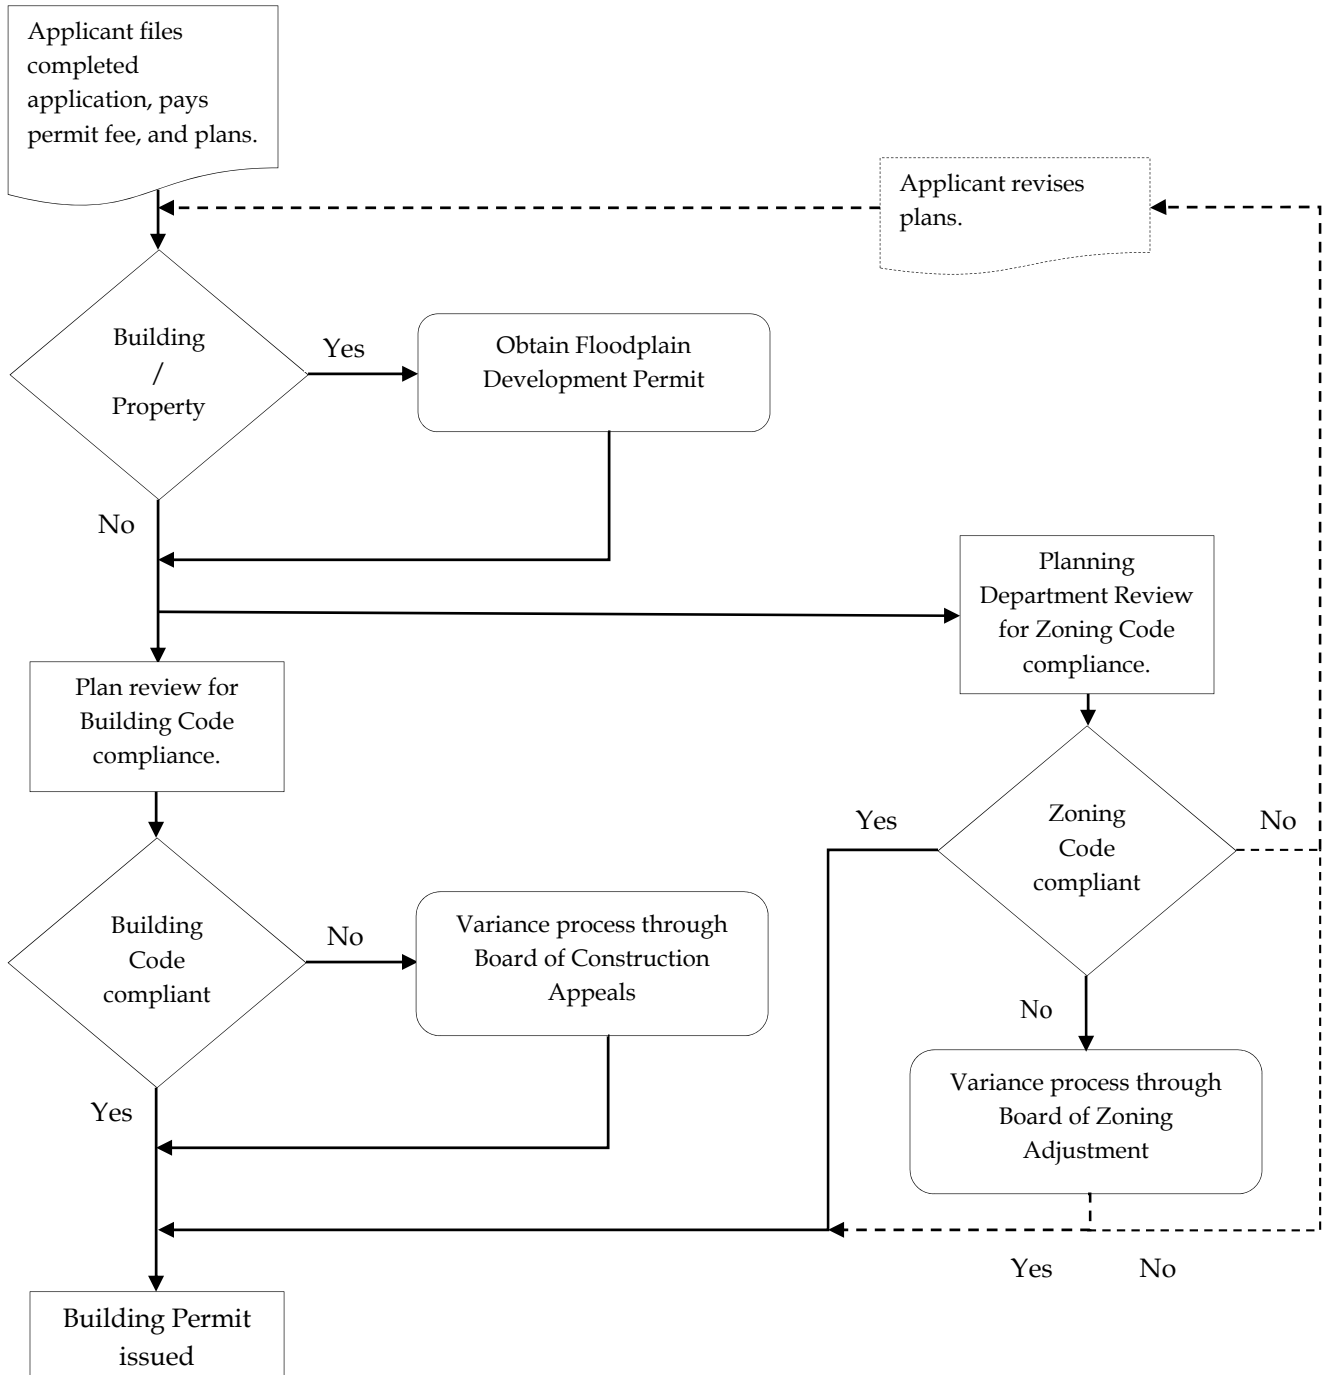 Applicant files
completed
application, pays
permit fee, and plans.
Applicant revises
plans.
Building
/
Property
Yes
Obtain Floodplain
Development Permit
No
Planning
Department Review
for Zoning Code
compliance.
Plan review for
Building Code
compliance.
Yes
Zoning
Code
compliant
No
Building
Code
compliant
No
Variance process through
Board of Construction
Appeals
No
Variance process through
Board of Zoning
Adjustment
Yes
Yes
No
Building Permit
issued